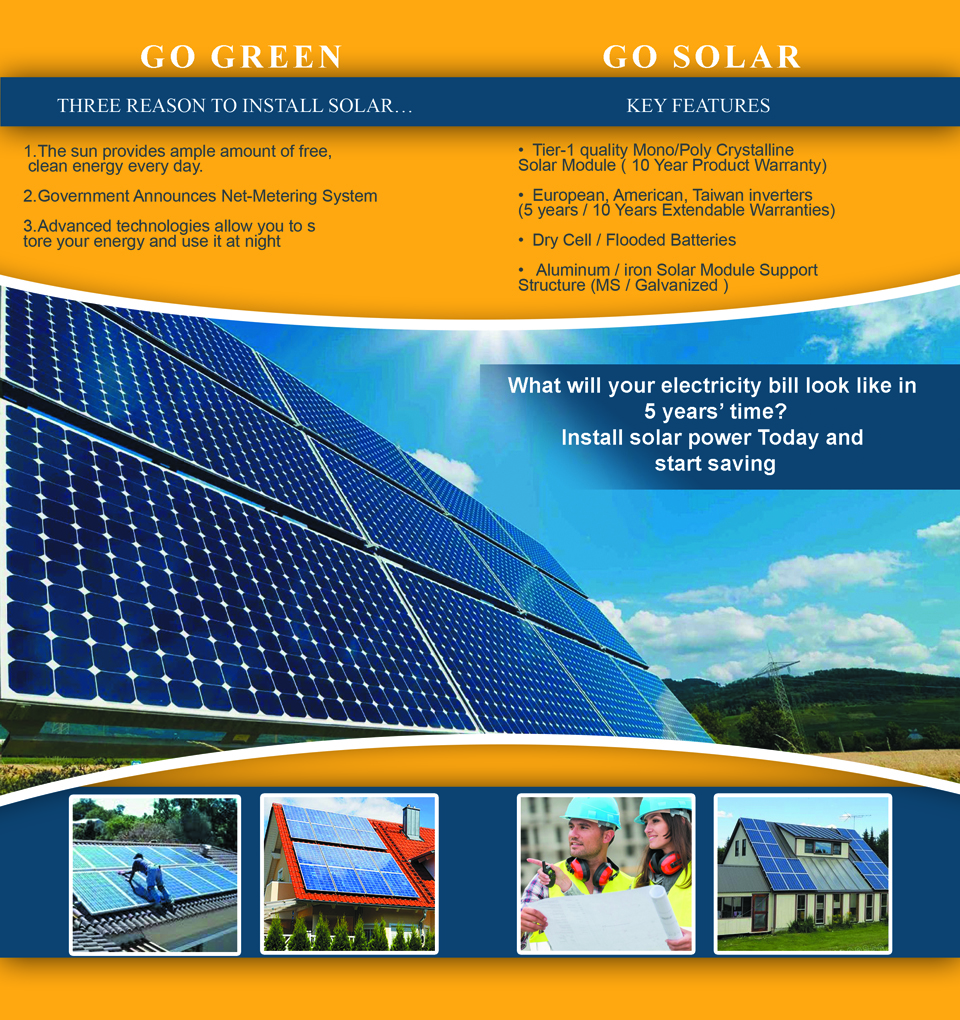 GO GREEN
THREE REASON TO INSTALL SOLAR…
1.The sun provides ample amount of free,
clean energy every day.
2.Government Announces Net-Metering System
3.Advanced technologies allow you to s
tore your energy and use it at night
GO SOLAR
KEY FEATURES
• Tier-1 quality Mono/Poly Crystalline
Solar Module ( 10 Year Product Warranty)
• European, American, Taiwan inverters
(5 years / 10 Years Extendable Warranties)
• Dry Cell / Flooded Batteries
• Aluminum / iron Solar Module Support
Structure (MS / Galvanized )
What will your electricity bill look like in
5 years’ time?
Install solar power Today and
start saving